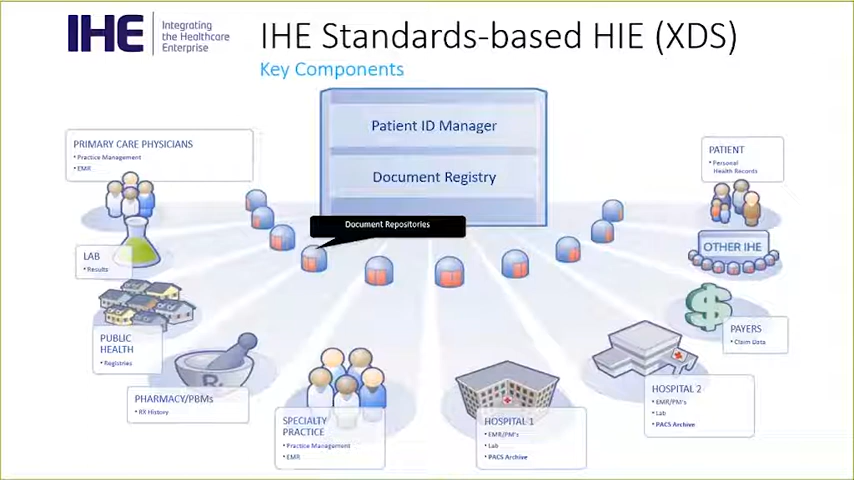 IHE
Integrating
the Healthcare
Enterprise
IHE Standards-based HIE (XDS)
Key Components
Patient ID Manager
Document Registry
Document Repositories
PRIMARY CARE PHYSICIANS
• Practice Management
• EMR
LAB
• Results
PUBLIC
HEALTH
• Registries
PHARMACY/PBMs
• RX History
SPECIALTY
PRACTICE
• Practice Management
• EMR
HOSPITAL 1
• EMR/PM's
• Lab
• PACS Archive
HOSPITAL 2
• EMR/PM's
• Lab
• PACS Archive
PAYERS
• Claim Data
OTHER IHE
PATIENT
• Personal
Health Records